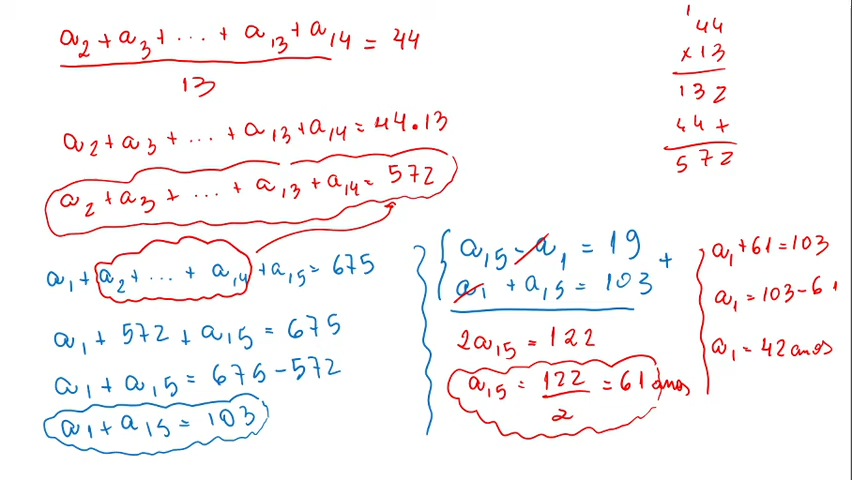 a₂ + a₃ + ... + a₁₃ + a₁₄ = 44
13
a₂ + a₃ + ... + a₁₃ + a₁₄ = 44.13
a₂ + a₃ + ... + a₁₃ + a₁₄ = 572
a₁ + a₂ + ... + a₁₄ + a₁₅ = 675
a₁ + 572 + a₁₅ = 675
a₁ + a₁₅ = 675 - 572
a₁ + a₁₅ = 103
1
44
x13
132
44+
572
a₁₅ - a₁ = 19
+
a₁ + a₁₅ = 103
2a₁₅ = 122
a₁₅ = 122 = 61 anos
2
a₁ + 61 = 103
a₁ = 103 - 61
a₁ = 42 anos